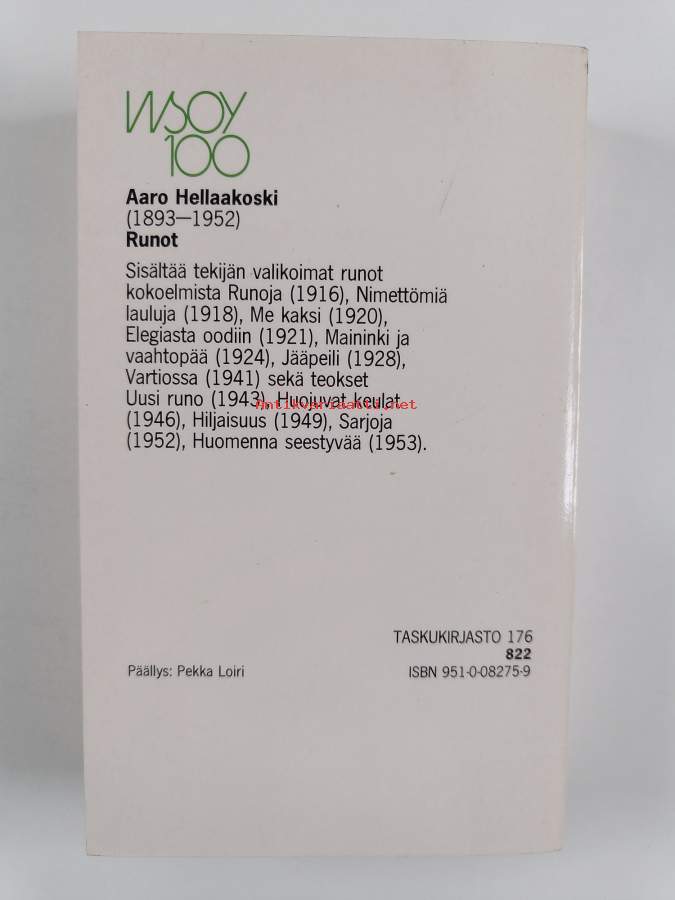 WSOY
100
Aaro Hellaakoski
(1893—1952)
Runot
Sisältää tekijän valikoimat runot
kokoelmista Runoja (1916), Nimettömiä
lauluja (1918), Me kaksi (1920),
Elegiasta oodiin (1921), Maininki ja
vaahtopää (1924), Jääpeili (1928),
Vartiossa (1941) sekä teokset
Uusi runo (1943), Huojuvat keulat
Antikvariaatti.net
(1946), Hiljaisuus (1949), Sarjoja
(1952), Huomenna seestyvää (1953).
TASKUKIRJASTO 176
822
Päällys: Pekka Loiri
ISBN 951-0-08275-9